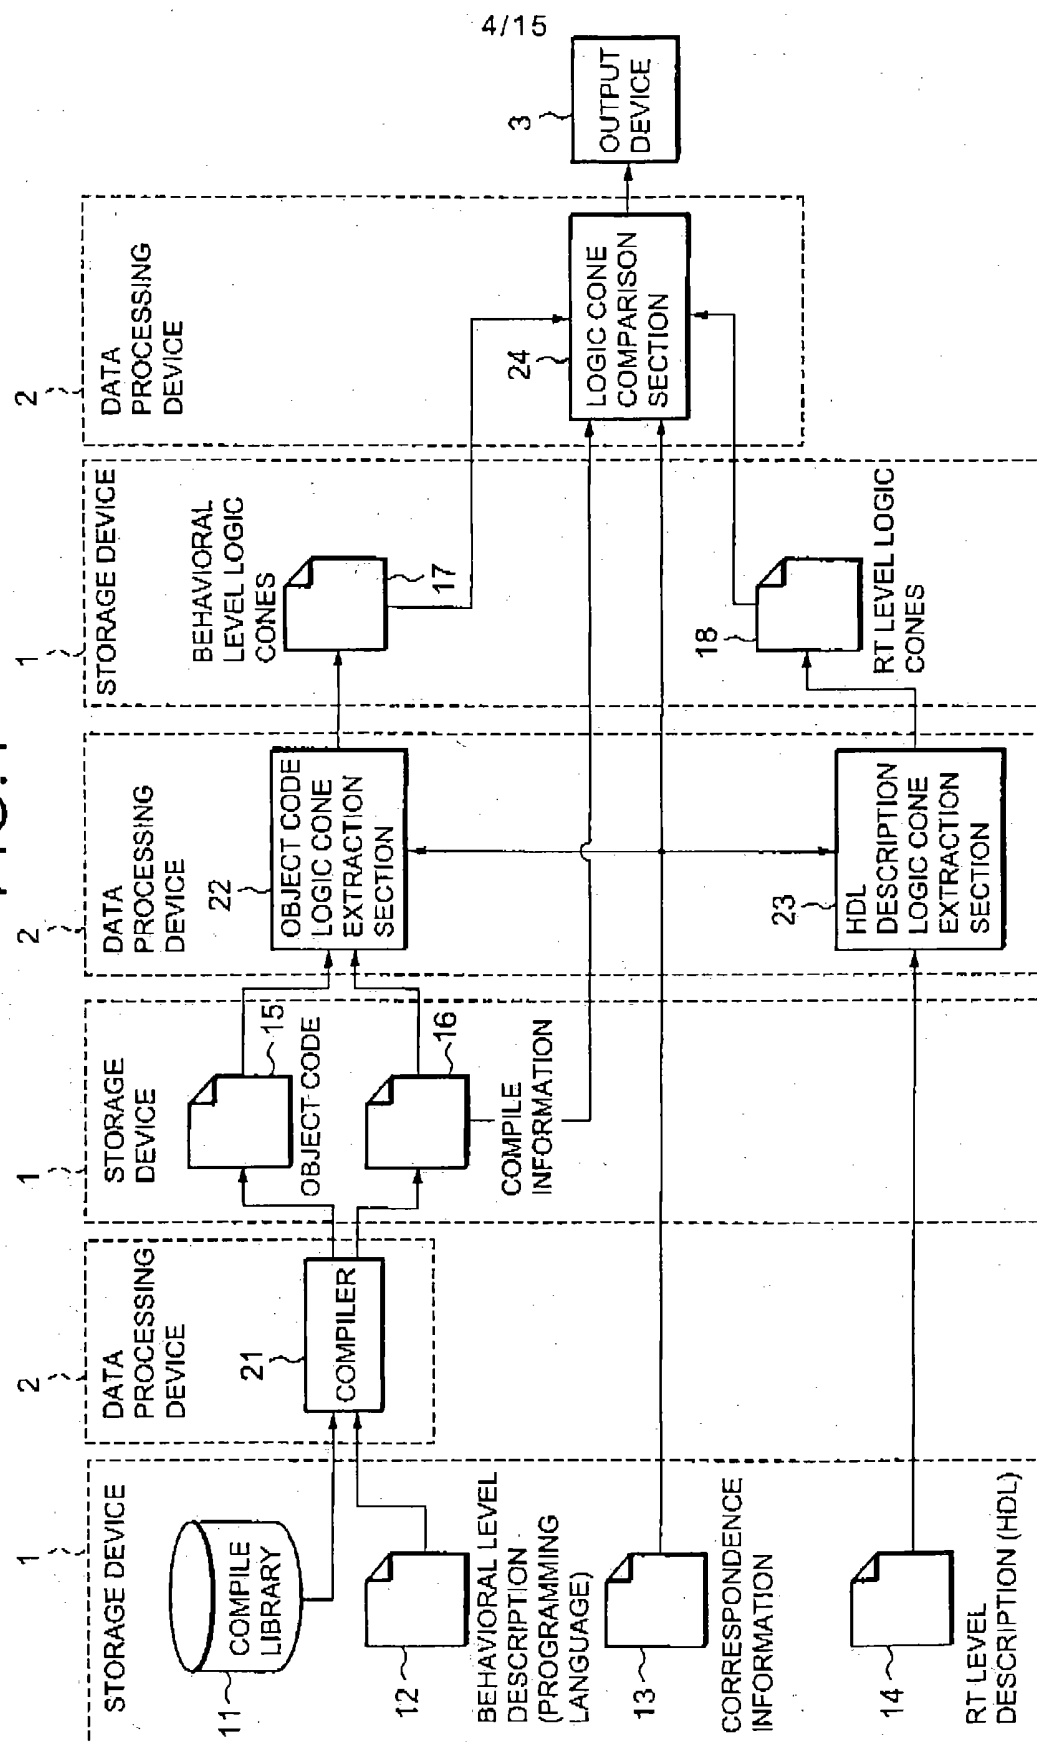 4/15
1
STORAGE DEVICE
11
COMPILE
LIBRARY
12
BEHAVIORAL LEVEL
DESCRIPTION
(PROGRAMMING
LANGUAGE)
13
CORRESPONDENCE
INFORMATION
14
RT LEVEL
DESCRIPTION (HDL)
2
DATA
PROCESSING
DEVICE
21
COMPILER
1
STORAGE
DEVICE
15
OBJECT CODE
16
COMPILE
INFORMATION
2
DATA
PROCESSING
DEVICE
22
OBJECT CODE
LOGIC CONE
EXTRACTION
SECTION
23
HDL
DESCRIPTION
LOGIC CONE
EXTRACTION
SECTION
1
STORAGE DEVICE
BEHAVIORAL
LEVEL LOGIC
CONES
17
18
RT LEVEL LOGIC
CONES
2
DATA
PROCESSING
DEVICE
24
LOGIC CONE
COMPARISON
SECTION
3
OUTPUT
DEVICE